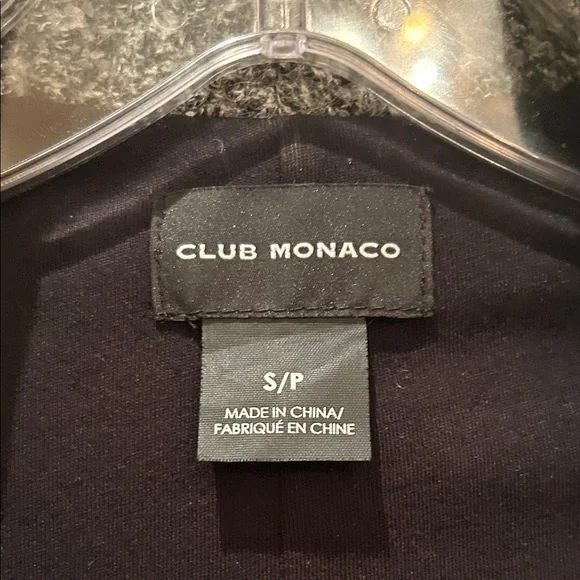 CLUB MONACO
S/P
MADE IN CHINA/
FABRIQUÉ EN CHINE